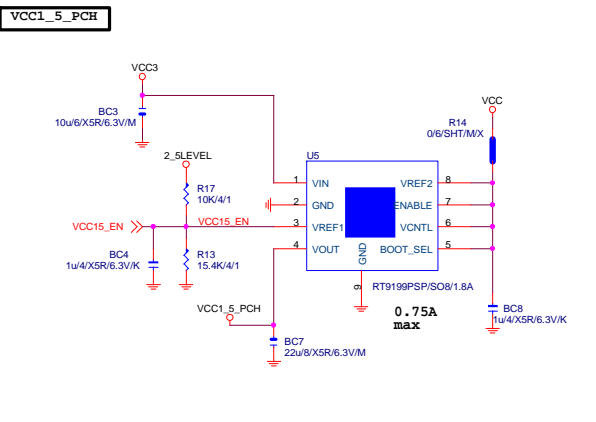 VCC1_5_PCH
VCC3
BC3
10u/6/X5R/6.3V/M
2_5LEVEL
R17
10K/4/1
VCC15_EN
VCC15_EN
BC4
1u/4/X5R/6.3V/K
R13
15.4K/4/1
VCC1_5_PCH
BC7
22u/8/X5R/6.3V/M
U5
1 VIN VREF2 8
2 GND ENABLE 7
3 VREF1 VCNTL 6
4 VOUT BOOT_SEL 5
GND
9
RT9199PSP/SO8/1.8A
0.75A
max
VCC
R14
0/6/SHT/M/X
BC8
1u/4/X5R/6.3V/K